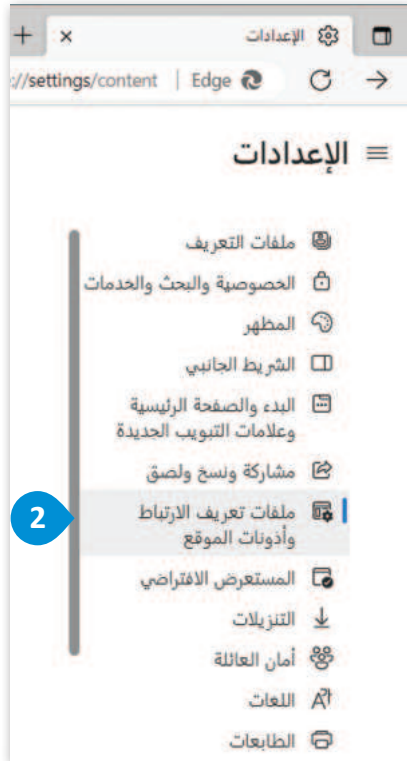 الإعدادات
://settings/content | Edge
الإعدادات
ملفات التعريف
الخصوصية والبحث والخدمات
المظهر
الشريط الجانبي
البدء والصفحة الرئيسية
وعلامات التبويب الجديدة
مشاركة ونسخ ولصق
2
ملفات تعريف الارتباط
وأذونات الموقع
المستعرض الافتراضي
التنزيلات
أمان العائلة
اللغات
الطابعات